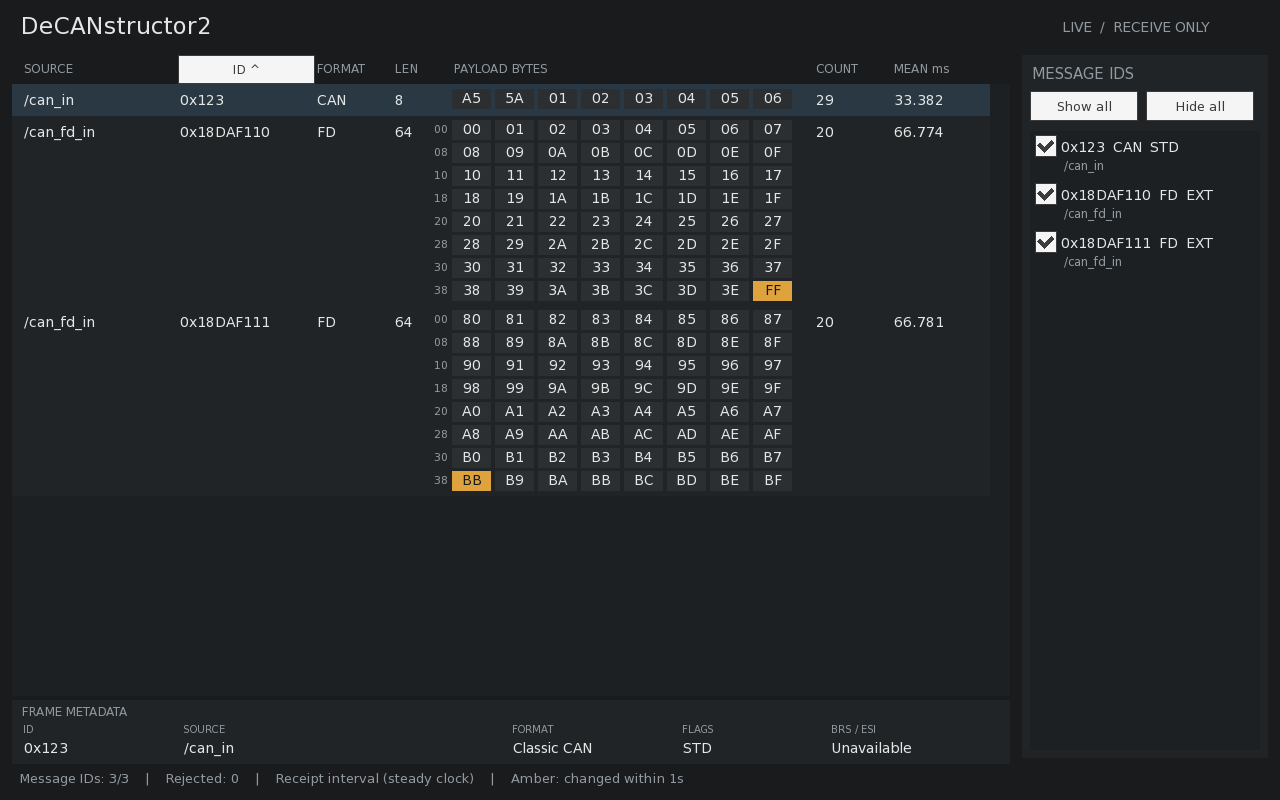 DeCANstructor2
LIVE / RECEIVE ONLY
SOURCE ID ^ FORMAT LEN PAYLOAD BYTES COUNT MEAN ms
/can_in 0x123 CAN 8 A5 5A 01 02 03 04 05 06 29 33.382
/can_fd_in 0x18DAF110 FD 64 00 00 01 02 03 04 05 06 07 20 66.774
08 08 09 0A 0B 0C 0D 0E 0F
10 10 11 12 13 14 15 16 17
18 18 19 1A 1B 1C 1D 1E 1F
20 20 21 22 23 24 25 26 27
28 28 29 2A 2B 2C 2D 2E 2F
30 30 31 32 33 34 35 36 37
38 38 39 3A 3B 3C 3D 3E FF
/can_fd_in 0x18DAF111 FD 64 00 80 81 82 83 84 85 86 87 20 66.781
08 88 89 8A 8B 8C 8D 8E 8F
10 90 91 92 93 94 95 96 97
18 98 99 9A 9B 9C 9D 9E 9F
20 A0 A1 A2 A3 A4 A5 A6 A7
28 A8 A9 AA AB AC AD AE AF
30 B0 B1 B2 B3 B4 B5 B6 B7
38 BB B9 BA BB BC BD BE BF
MESSAGE IDS
Show all Hide all
0x123 CAN STD
/can_in
0x18DAF110 FD EXT
/can_fd_in
0x18DAF111 FD EXT
/can_fd_in
FRAME METADATA
ID SOURCE FORMAT FLAGS BRS / ESI
0x123 /can_in Classic CAN STD Unavailable
Message IDs: 3/3 | Rejected: 0 | Receipt interval (steady clock) | Amber: changed within 1s